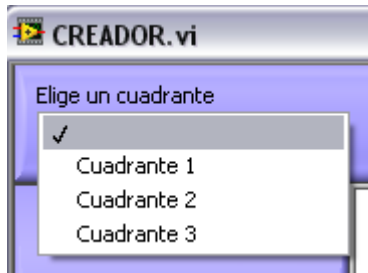 CREADOR.vi
Elige un cuadrante
✓
Cuadrante 1
Cuadrante 2
Cuadrante 3